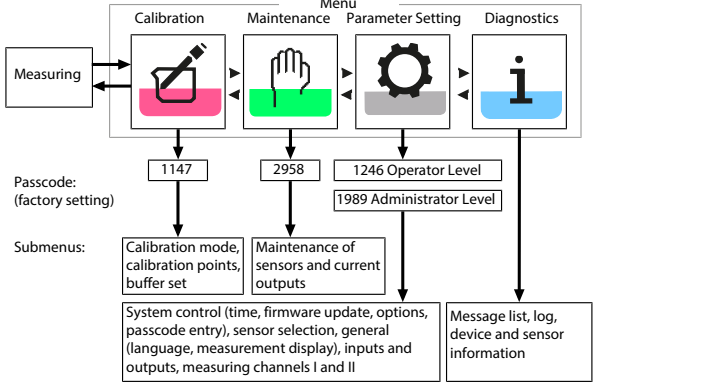 Menu
Calibration
Maintenance
Parameter Setting
Diagnostics
Measuring
Passcode:
(factory setting)
1147
2958
1246 Operator Level
1989 Administrator Level
Submenus:
Calibration mode,
calibration points,
buffer set
Maintenance of
sensors and current
outputs
System control (time, firmware update, options,
passcode entry), sensor selection, general
(language, measurement display), inputs and
outputs, measuring channels I and II
Message list, log,
device and sensor
information